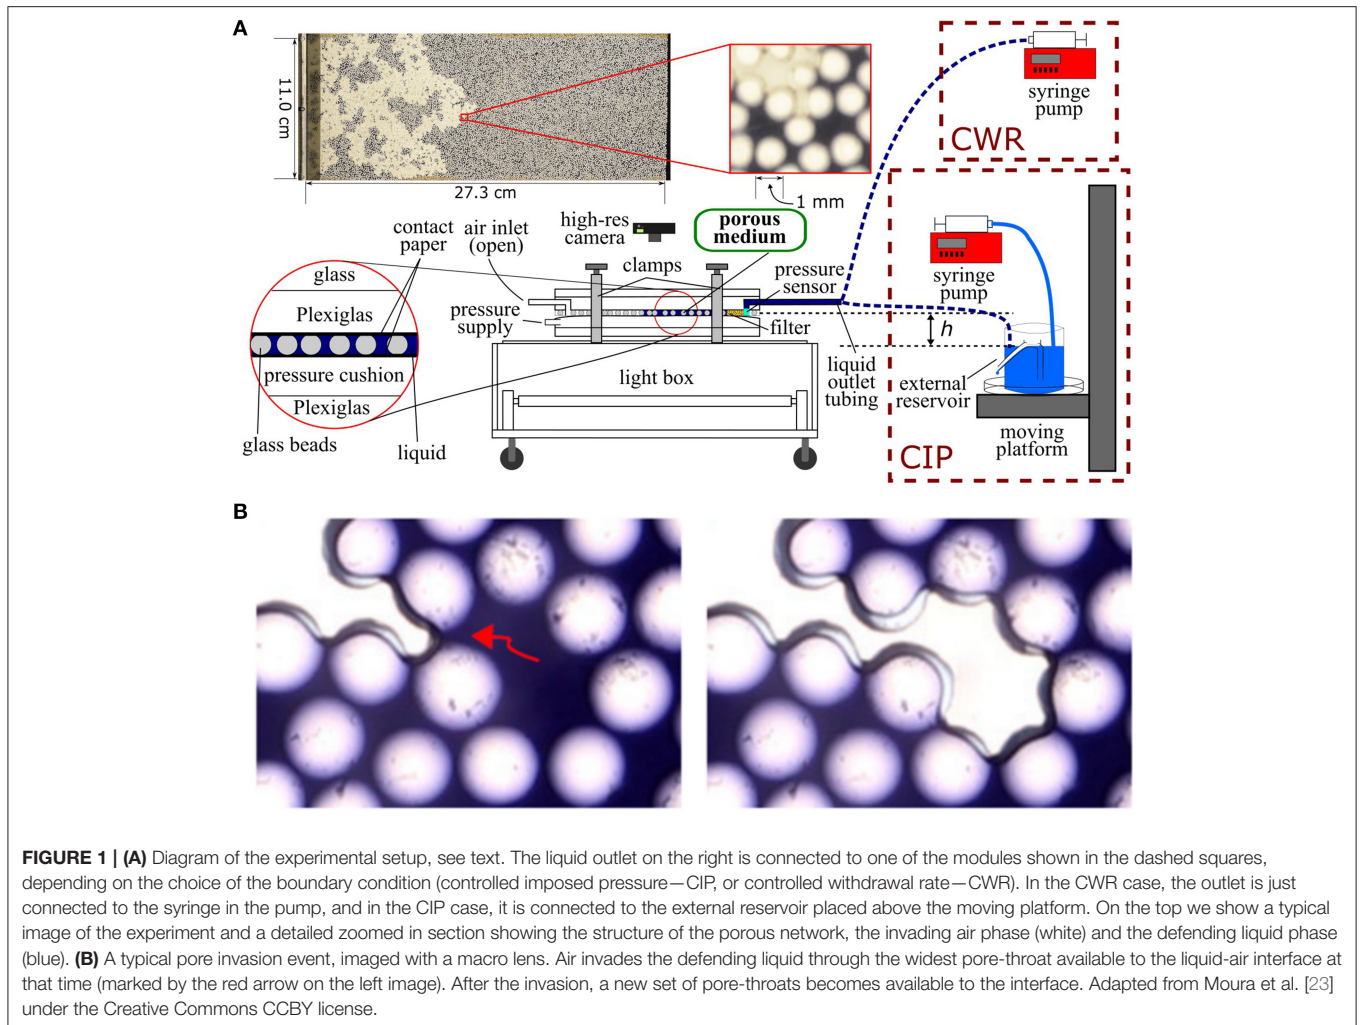 A
11.0 cm
27.3 cm
1 mm
syringe
pump
CWR
contact
paper
air inlet
(open)
high-res
camera
porous
medium
clamps
pressure
sensor
glass
Plexiglas
pressure
supply
filter
h
syringe
pump
pressure cushion
Plexiglas
light box
liquid
outlet
tubing
external
reservoir
moving
platform
glass beads
liquid
CIP
B
FIGURE 1 | (A) Diagram of the experimental setup, see text. The liquid outlet on the right is connected to one of the modules shown in the dashed squares,
depending on the choice of the boundary condition (controlled imposed pressure—CIP, or controlled withdrawal rate—CWR). In the CWR case, the outlet is just
connected to the syringe in the pump, and in the CIP case, it is connected to the external reservoir placed above the moving platform. On the top we show a typical
image of the experiment and a detailed zoomed in section showing the structure of the porous network, the invading air phase (white) and the defending liquid phase
(blue). (B) A typical pore invasion event, imaged with a macro lens. Air invades the defending liquid through the widest pore-throat available to the liquid-air interface at
that time (marked by the red arrow on the left image). After the invasion, a new set of pore-throats becomes available to the interface. Adapted from Moura et al. [23]
under the Creative Commons CCBY license.